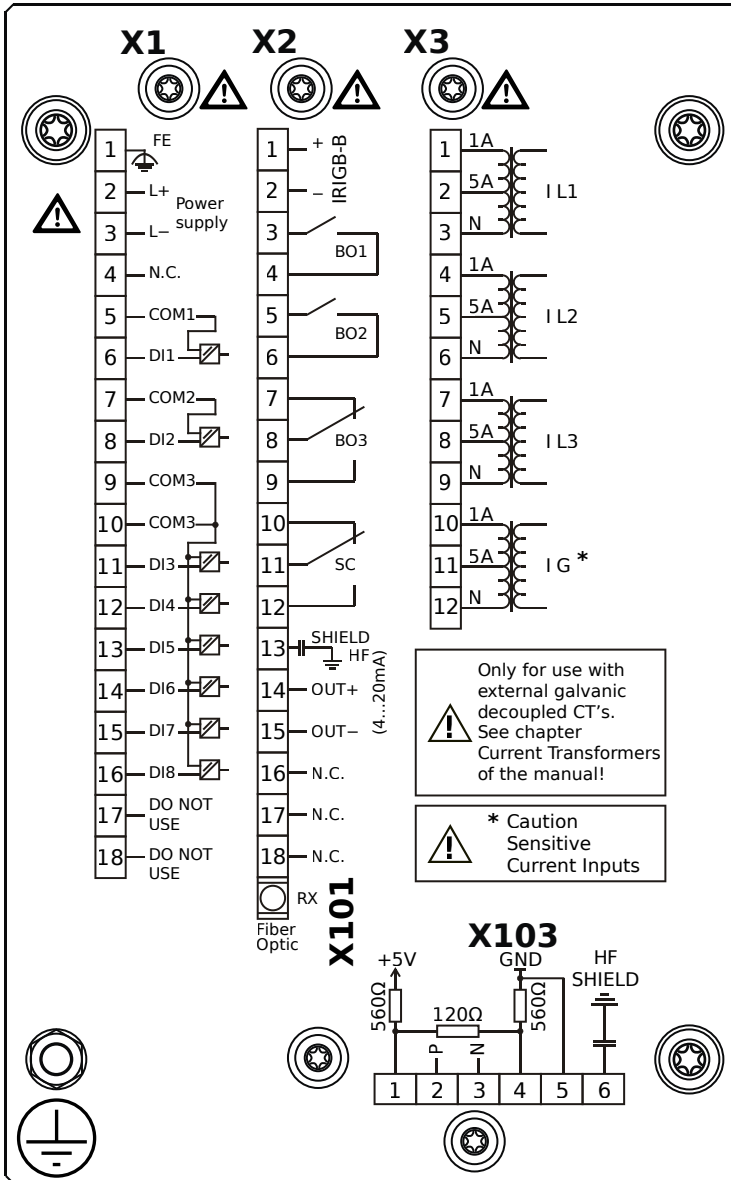 X1
1 FE
2 L+
Power
supply
3 L−
4 N.C.
5 COM1
6 DI1
7 COM2
8 DI2
9 COM3
10 COM3
11 DI3
12 DI4
13 DI5
14 DI6
15 DI7
16 DI8
17 DO NOT
USE
18 DO NOT
USE
X2
1 +
IRIGB-B
2 −
3
BO1
4
5
BO2
6
7
8 BO3
9
10
11 SC
12
13 SHIELD
HF
14 OUT+
(4...20mA)
15 OUT−
16 N.C.
17 N.C.
18 N.C.
RX
Fiber
Optic
X101
X3
1 1A
2 5A I L1
3 N
4 1A
5 5A I L2
6 N
7 1A
8 5A I L3
9 N
10 1A
11 5A I G *
12 N
! Only for use with
external galvanic
decoupled CT's.
See chapter
Current Transformers
of the manual!
! * Caution
Sensitive
Current Inputs
X103
+5V GND HF
SHIELD
560Ω 120Ω 560Ω
P N
1 2 3 4 5 6